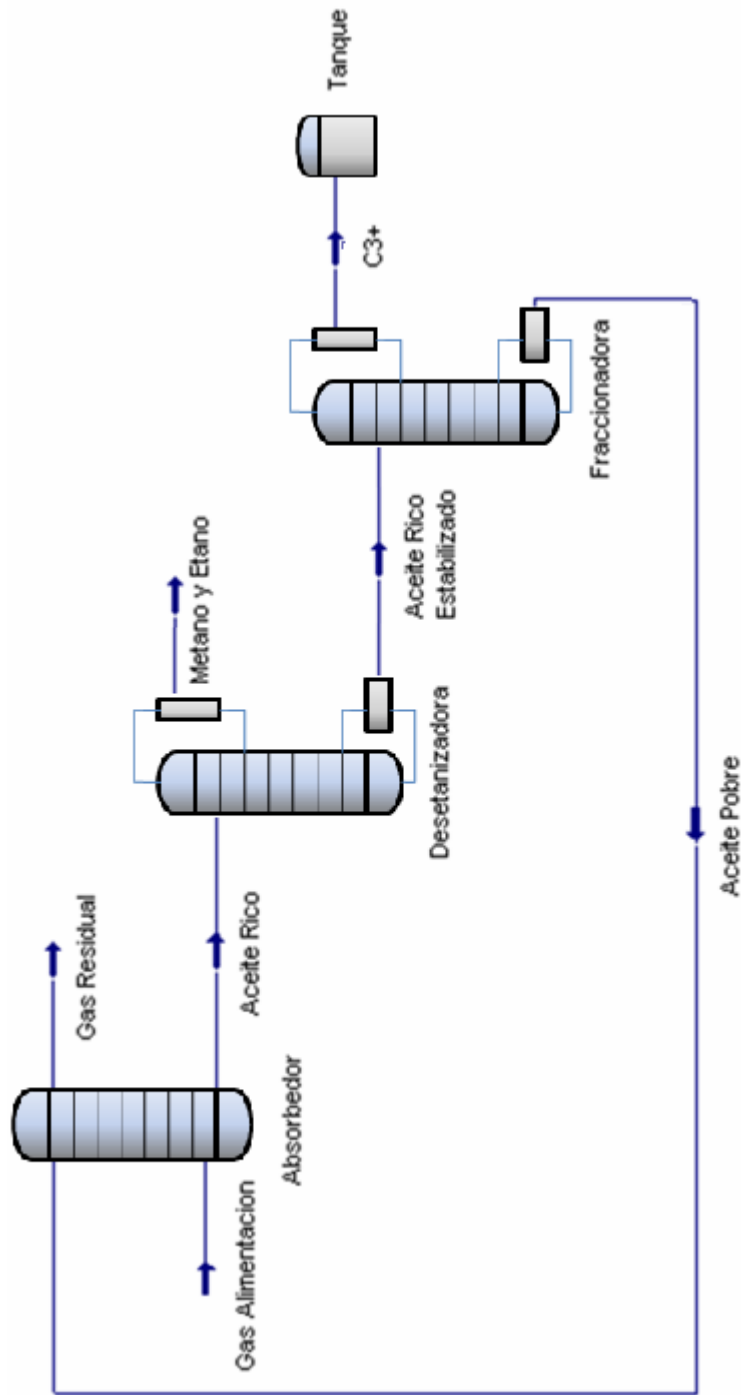 Gas Residual
Metano y Etano
C3+
Tanque
Gas Alimentacion
Absorbedor
Aceite Rico
Desetanizadora
Aceite Rico
Estabilizado
Fraccionadora
Aceite Pobre